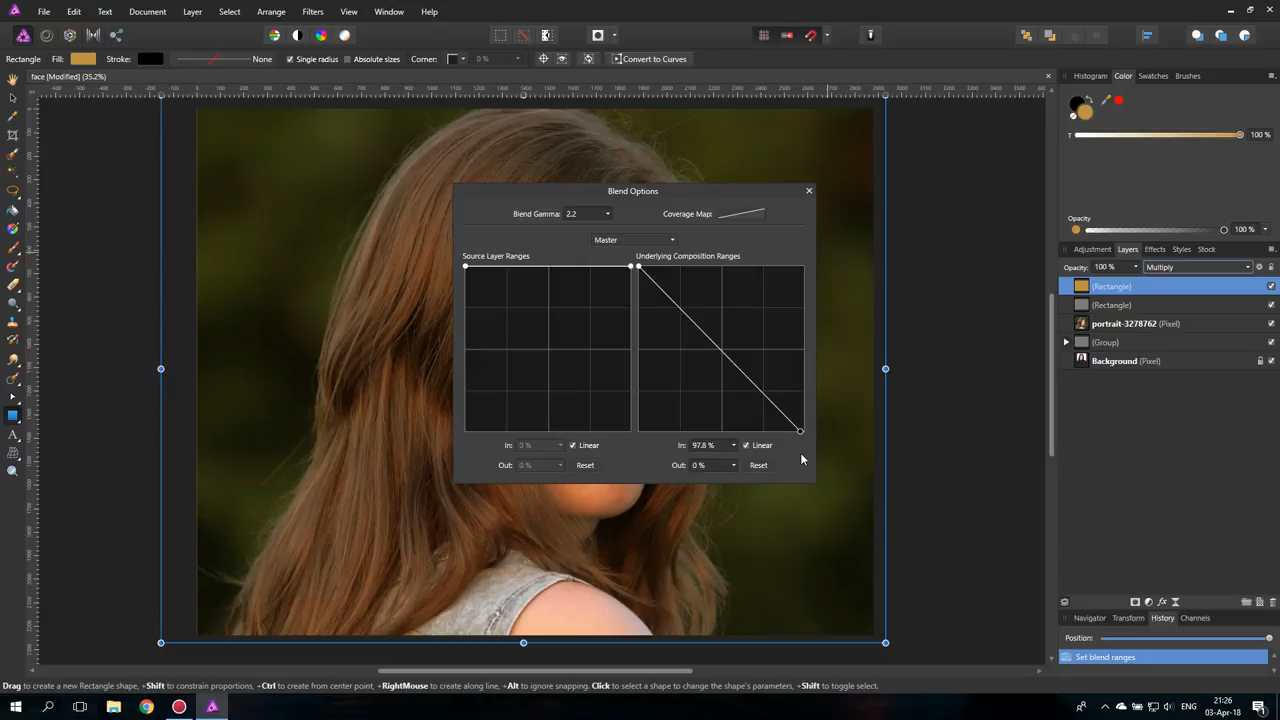 File Edit Text Document Layer Select Arrange Filters View Window Help
Rectangle Fill: Stroke: None Single radius Absolute sizes Corner: 0 % Convert to Curves
face [Modified] (35.2%)
Histogram Color Swatches Brushes
T 100 %
Opacity
100 %
Adjustment Layers Effects Styles Stock
Opacity: 100 % Multiply
(Rectangle)
(Rectangle)
portrait-3278762 (Pixel)
(Group)
Background (Pixel)
Blend Options
Blend Gamma: 2.2 Coverage Map:
Master
Source Layer Ranges Underlying Composition Ranges
In: 0 % Linear In: 97.8 % Linear
Out: 0 % Reset Out: 0 % Reset
Navigator Transform History Channels
Position:
Set blend ranges
Drag to create a new Rectangle shape, +Shift to constrain proportions, +Ctrl to create from center point, +RightMouse to create along line, +Alt to ignore snapping. Click to select a shape to change the shape's parameters, +Shift to toggle select.
ENG 21:26
03-Apr-18